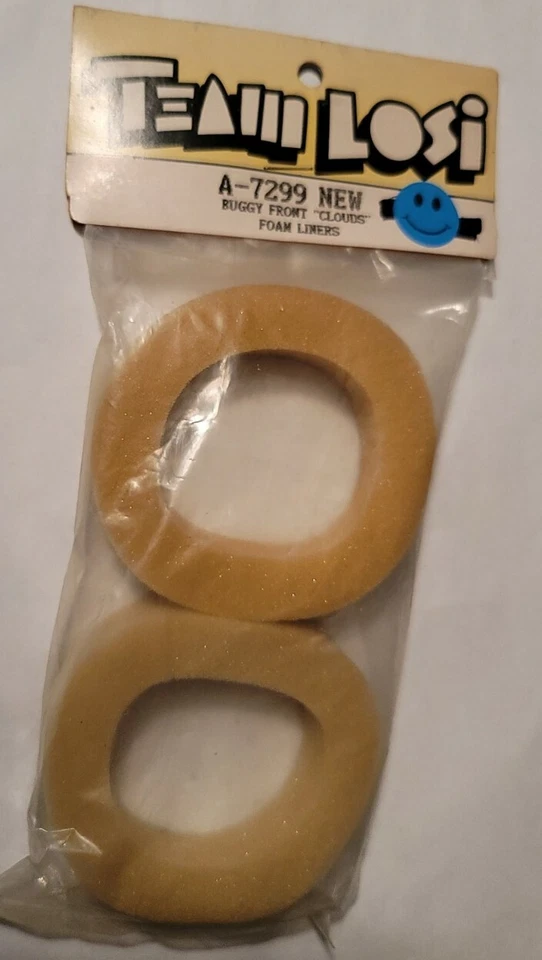 TEAM LOSI
A-7299 NEW
BUGGY FRONT "CLOUDS"
FOAM LINERS